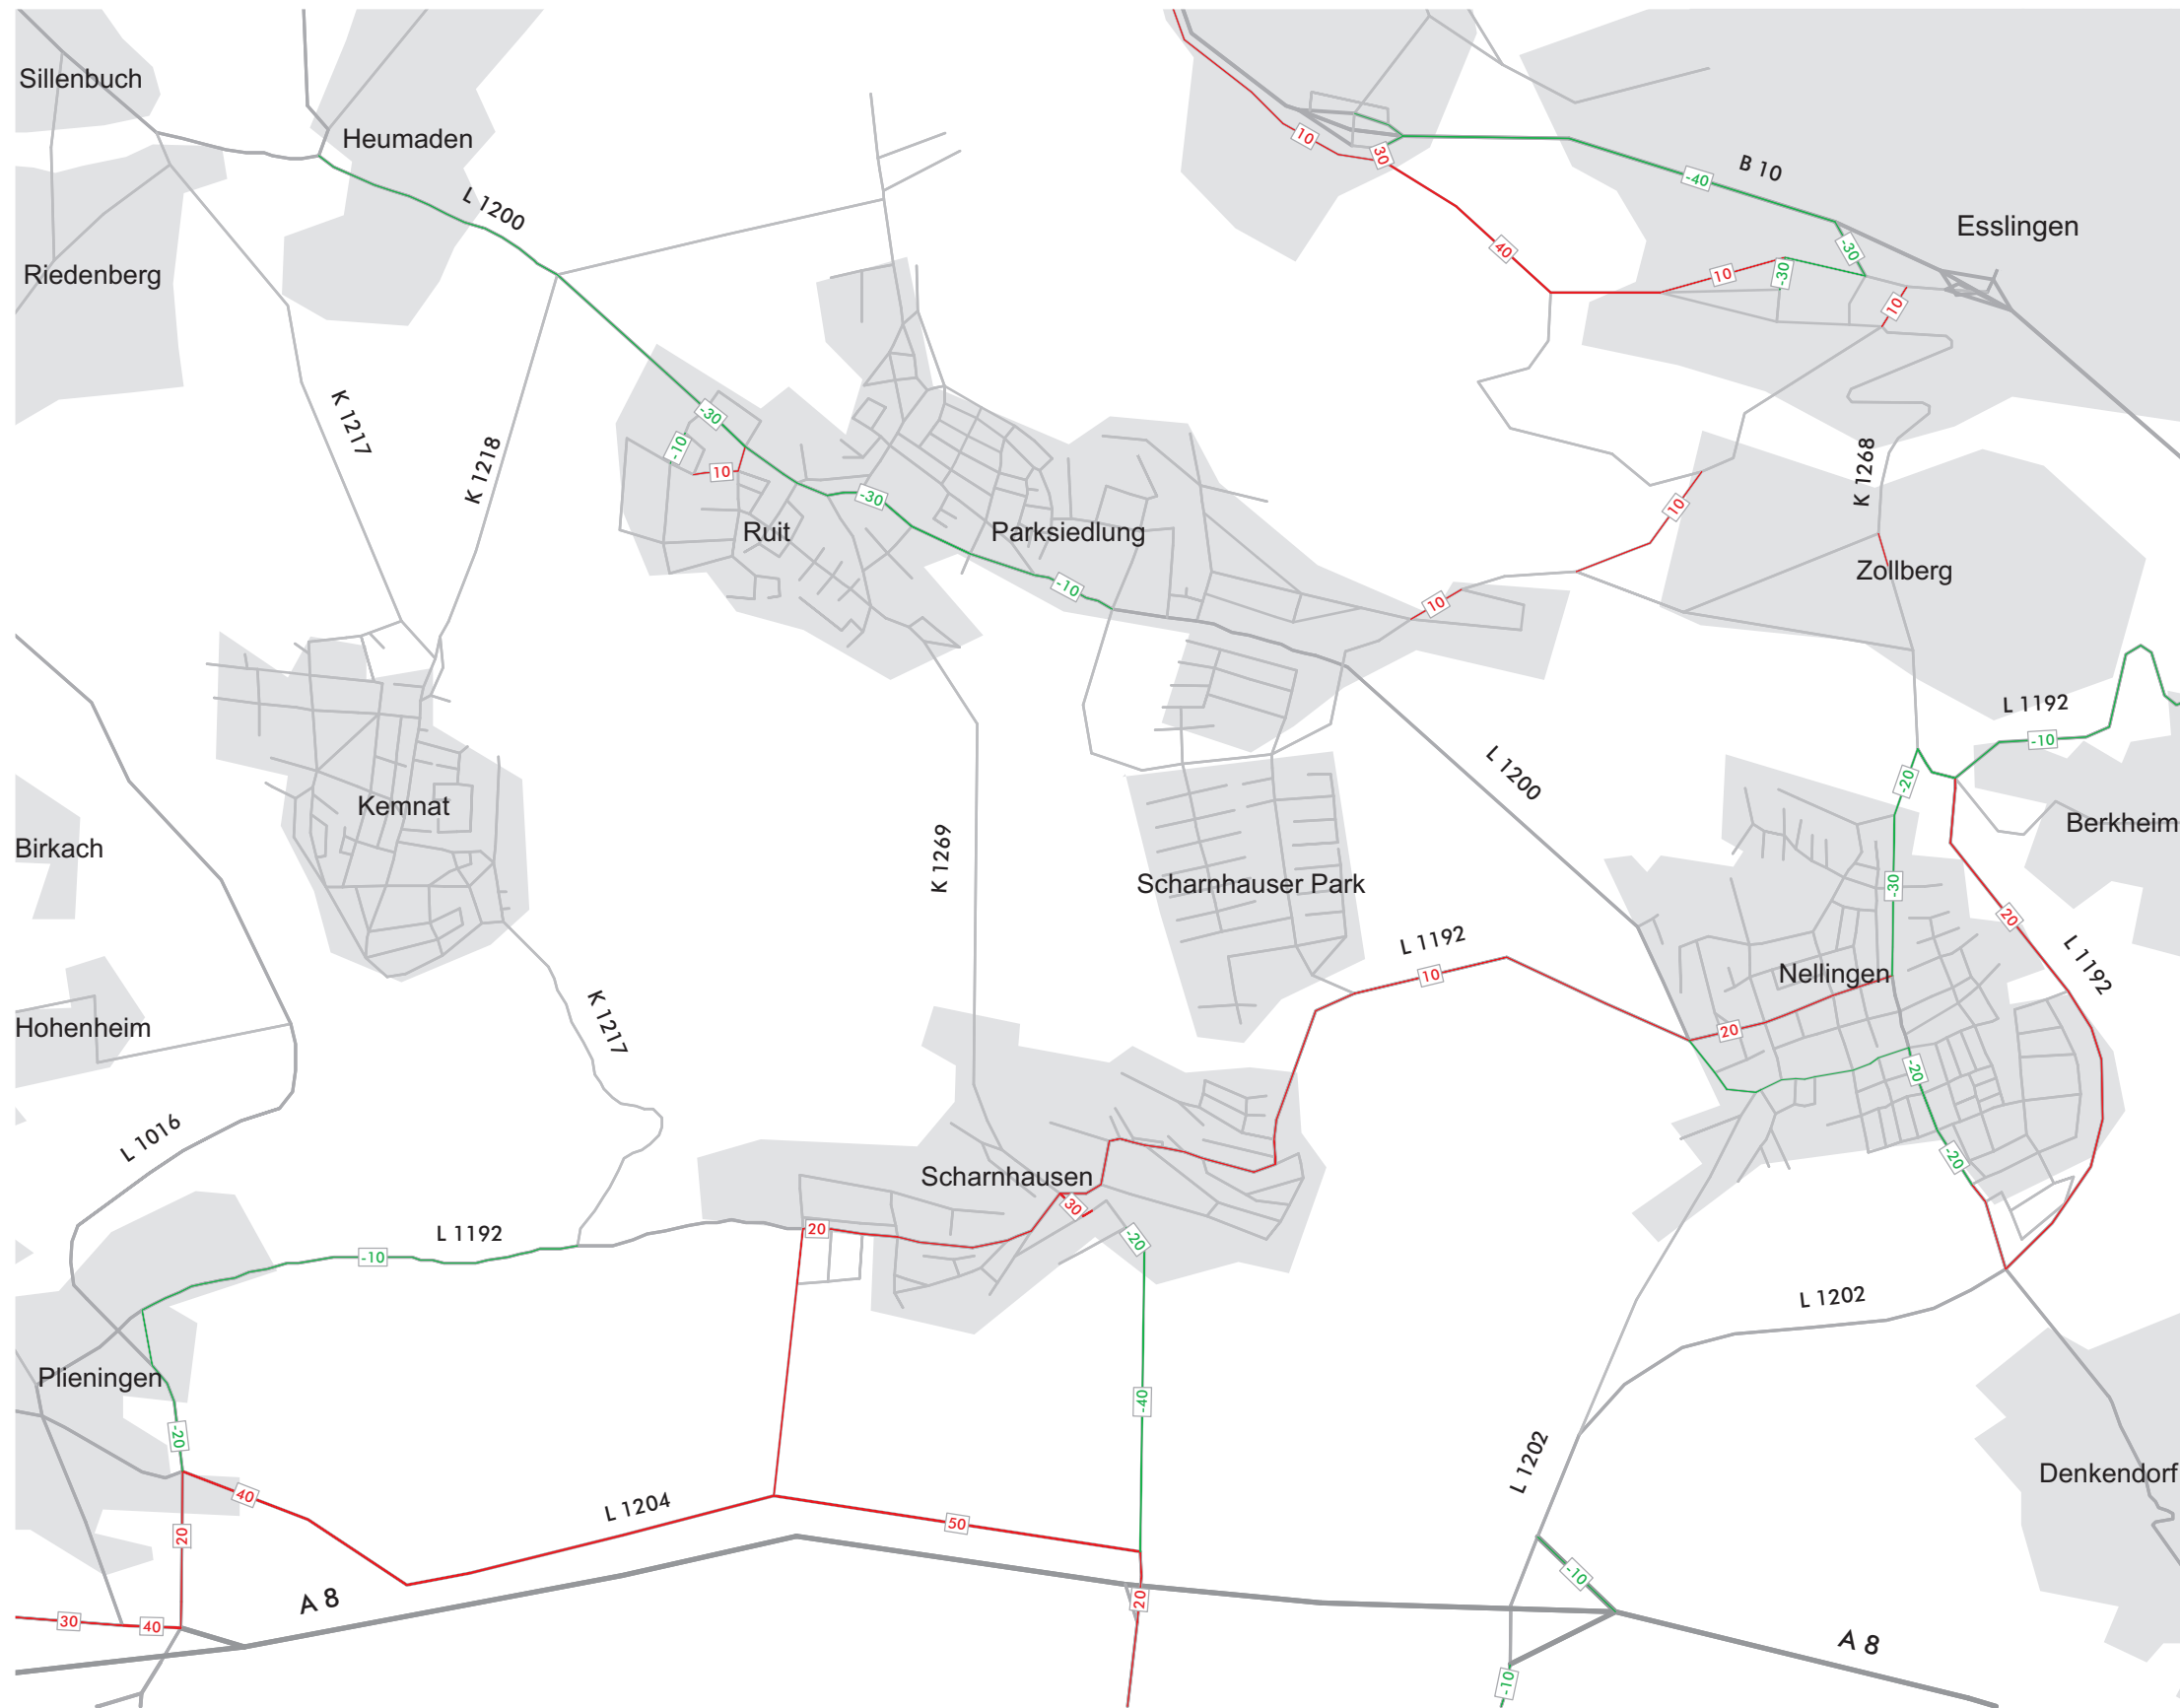 Sillenbuch
Heumaden
10
30
B 10
-40
L 1200
Esslingen
Riedenberg
40
10
-30
-30
10
K 1217
K 1218
-30
-10
10
-30
K 1268
10
Ruit
Parksiedlung
Zollberg
-10
10
L 1192
-10
L 1200
-20
Kemnat
Birkach
K 1269
Berkheim
Scharnhauser Park
-30
20
L 1192
10
Nellingen
L 1192
Hohenheim
K 1217
20
-20
L 1016
-20
Scharnhausen
30
20
-20
L 1192
-10
L 1202
Plieningen
-40
-20
L 1202
Denkendorf
40
L 1204
50
20
-10
A 8
20
30
40
A 8
-10